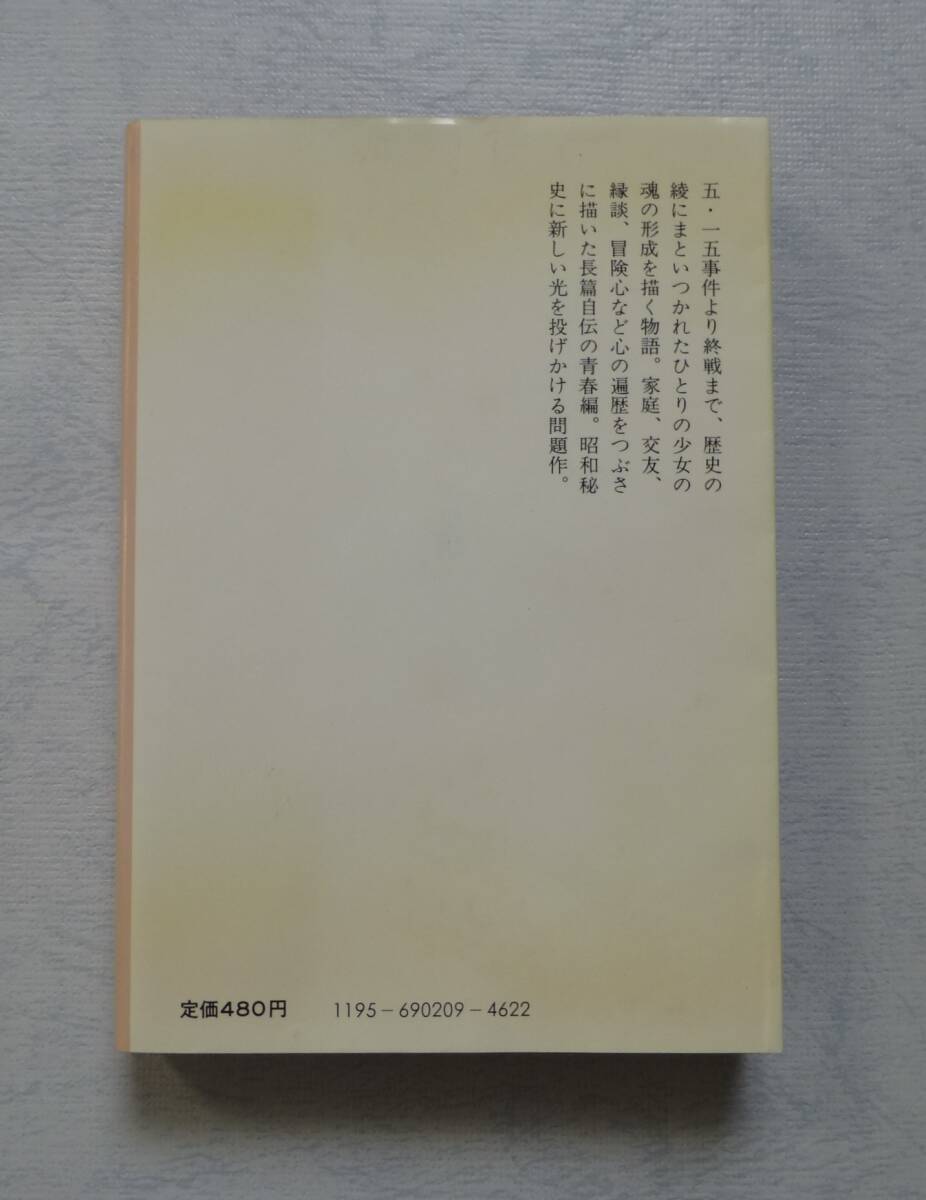 五・一五事件より終戦まで、歴史の
綾にまといつかれたひとりの少女の
魂の形成を描く物語。家庭、交友、
縁談、冒険心など心の遍歴をつぶさ
に描いた長篇自伝の青春編。昭和秘
史に新しい光を投げかける問題作。
定価480円 1195-690209-4622